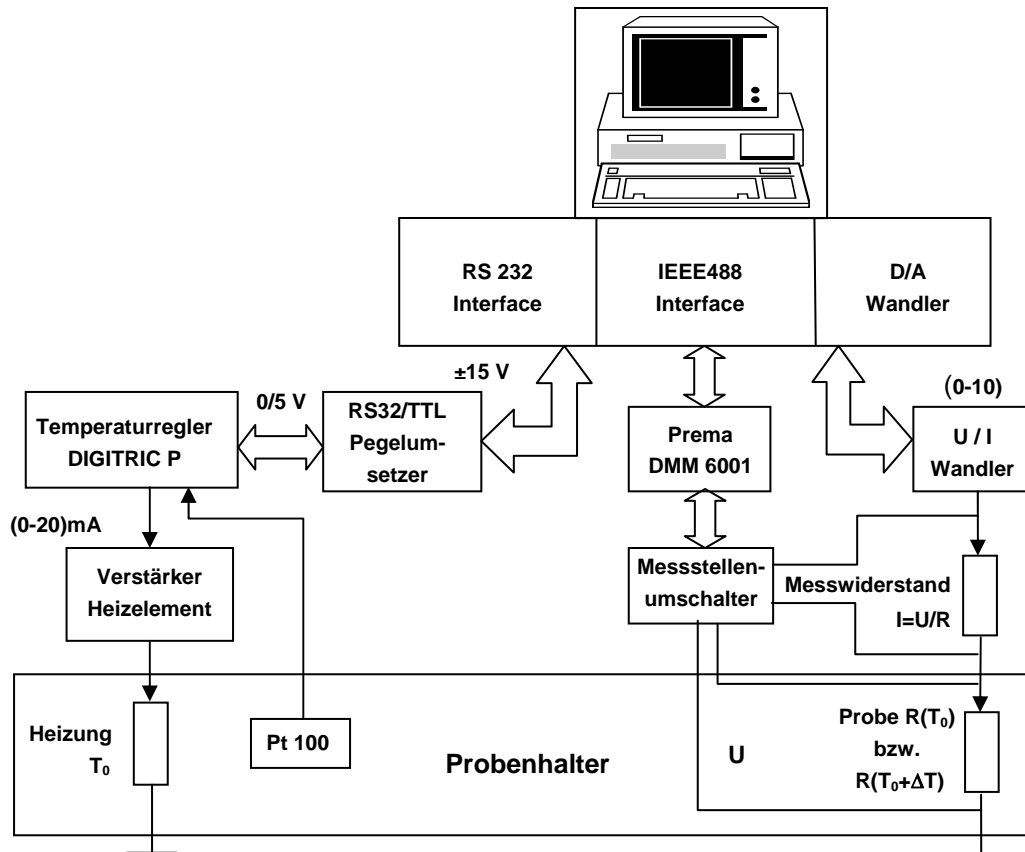 RS 232
Interface
IEEE488
Interface
D/A
Wandler
±15 V
0/5 V
(0-10)
Temperaturregler
DIGITRIC P
RS32/TTL
Pegelum-
setzer
Prema
DMM 6001
U / I
Wandler
(0-20)mA
Verstärker
Heizelement
Messstellen-
umschalter
Messwiderstand
I=U/R
Heizung
T₀
Pt 100
Probenhalter
U
Probe R(T₀)
bzw.
R(T₀+ΔT)